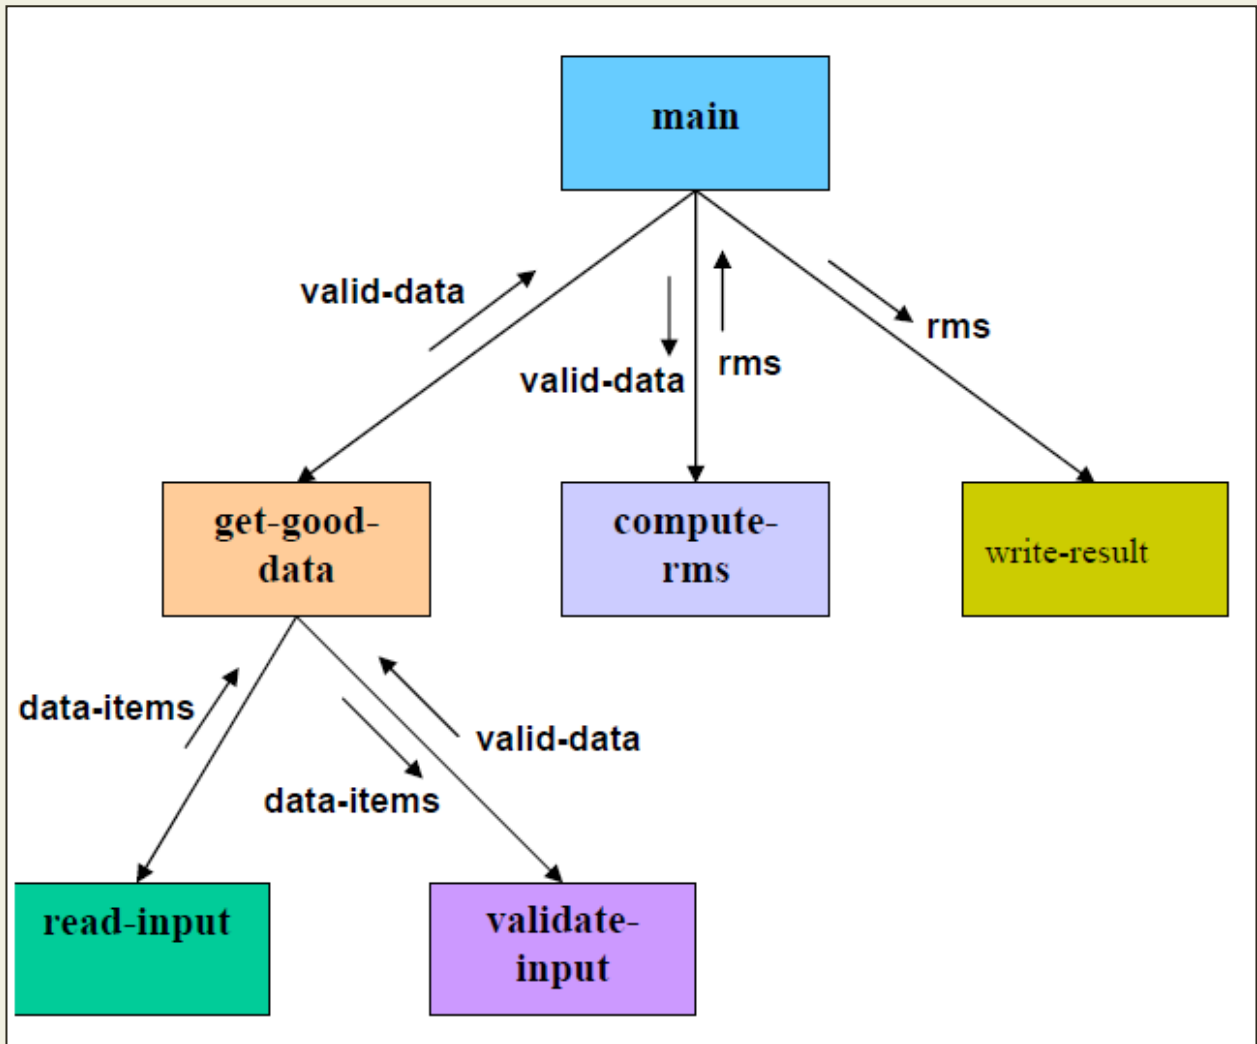 main
valid-data
rms
valid-data
rms
get-good-
data
compute-
rms
write-result
data-items
valid-data
data-items
read-input
validate-
input